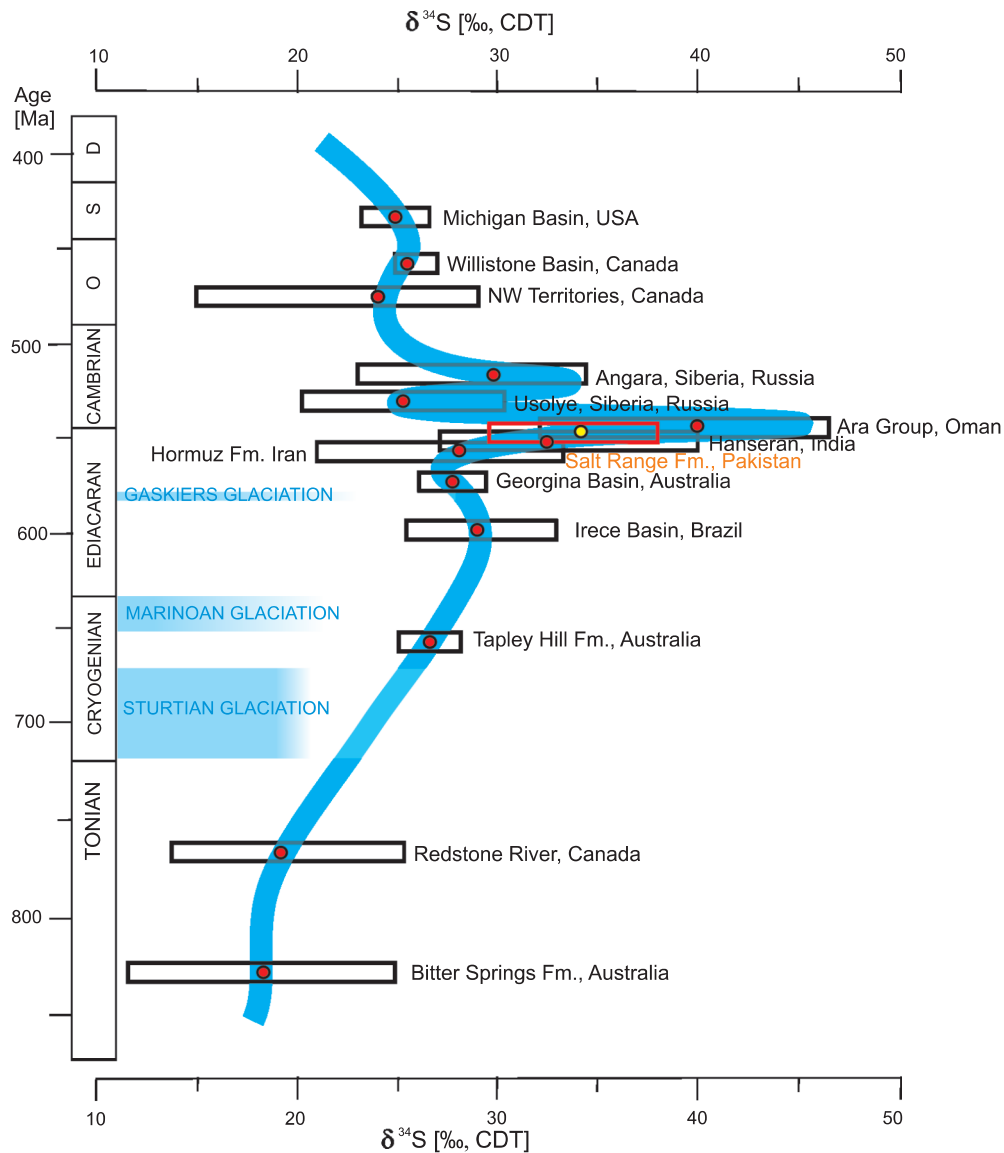 δ 34S [‰, CDT]
10 20 30 40 50
Age
[Ma]
D
400
S
Michigan Basin, USA
O
Willistone Basin, Canada
NW Territories, Canada
500
CAMBRIAN
Angara, Siberia, Russia
Usolye, Siberia, Russia
Ara Group, Oman
Hanseran, India
Hormuz Fm. Iran
Salt Range Fm., Pakistan
Georgina Basin, Australia
GASKIERS GLACIATION
EDIACARAN
600
Irece Basin, Brazil
MARINOAN GLACIATION
Tapley Hill Fm., Australia
CRYOGENIAN
STURTIAN GLACIATION
700
TONIAN
Redstone River, Canada
800
Bitter Springs Fm., Australia
10 20 30 40 50
δ 34S [‰, CDT]